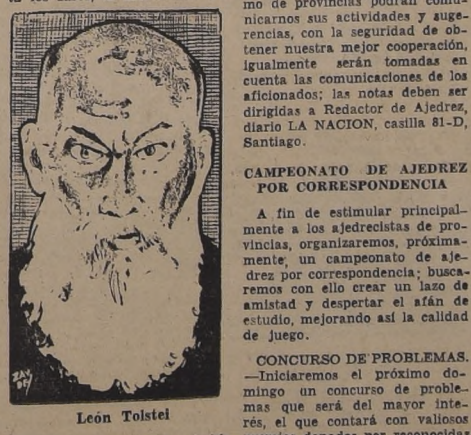 mo de provincias podrán comu-
nicarnos sus actividades y suge-
rencias, con la seguridad de ob-
tener nuestra mejor cooperación,
igualmente serán tomadas en
cuenta las comunicaciones de los
aficionados; las notas deben ser
dirigidas a Redactor de Ajedrez,
diario LA NACION, casilla 81-D,
Santiago.
CAMPEONATO DE AJEDREZ
POR CORRESPONDENCIA
A fin de estimular principal-
mente a los ajedrecistas de pro-
vincias, organizaremos, próxima-
mente, un campeonato de aje-
drez por correspondencia; busca-
remos con ello crear un lazo de
amistad y despertar el afán de
estudio, mejorando así la calidad
de juego.
CONCURSO DE PROBLEMAS.
—Iniciaremos el próximo do-
mingo un concurso de proble-
mas que será del mayor inte-
rés, el que contará con valiosos
León Tolstei